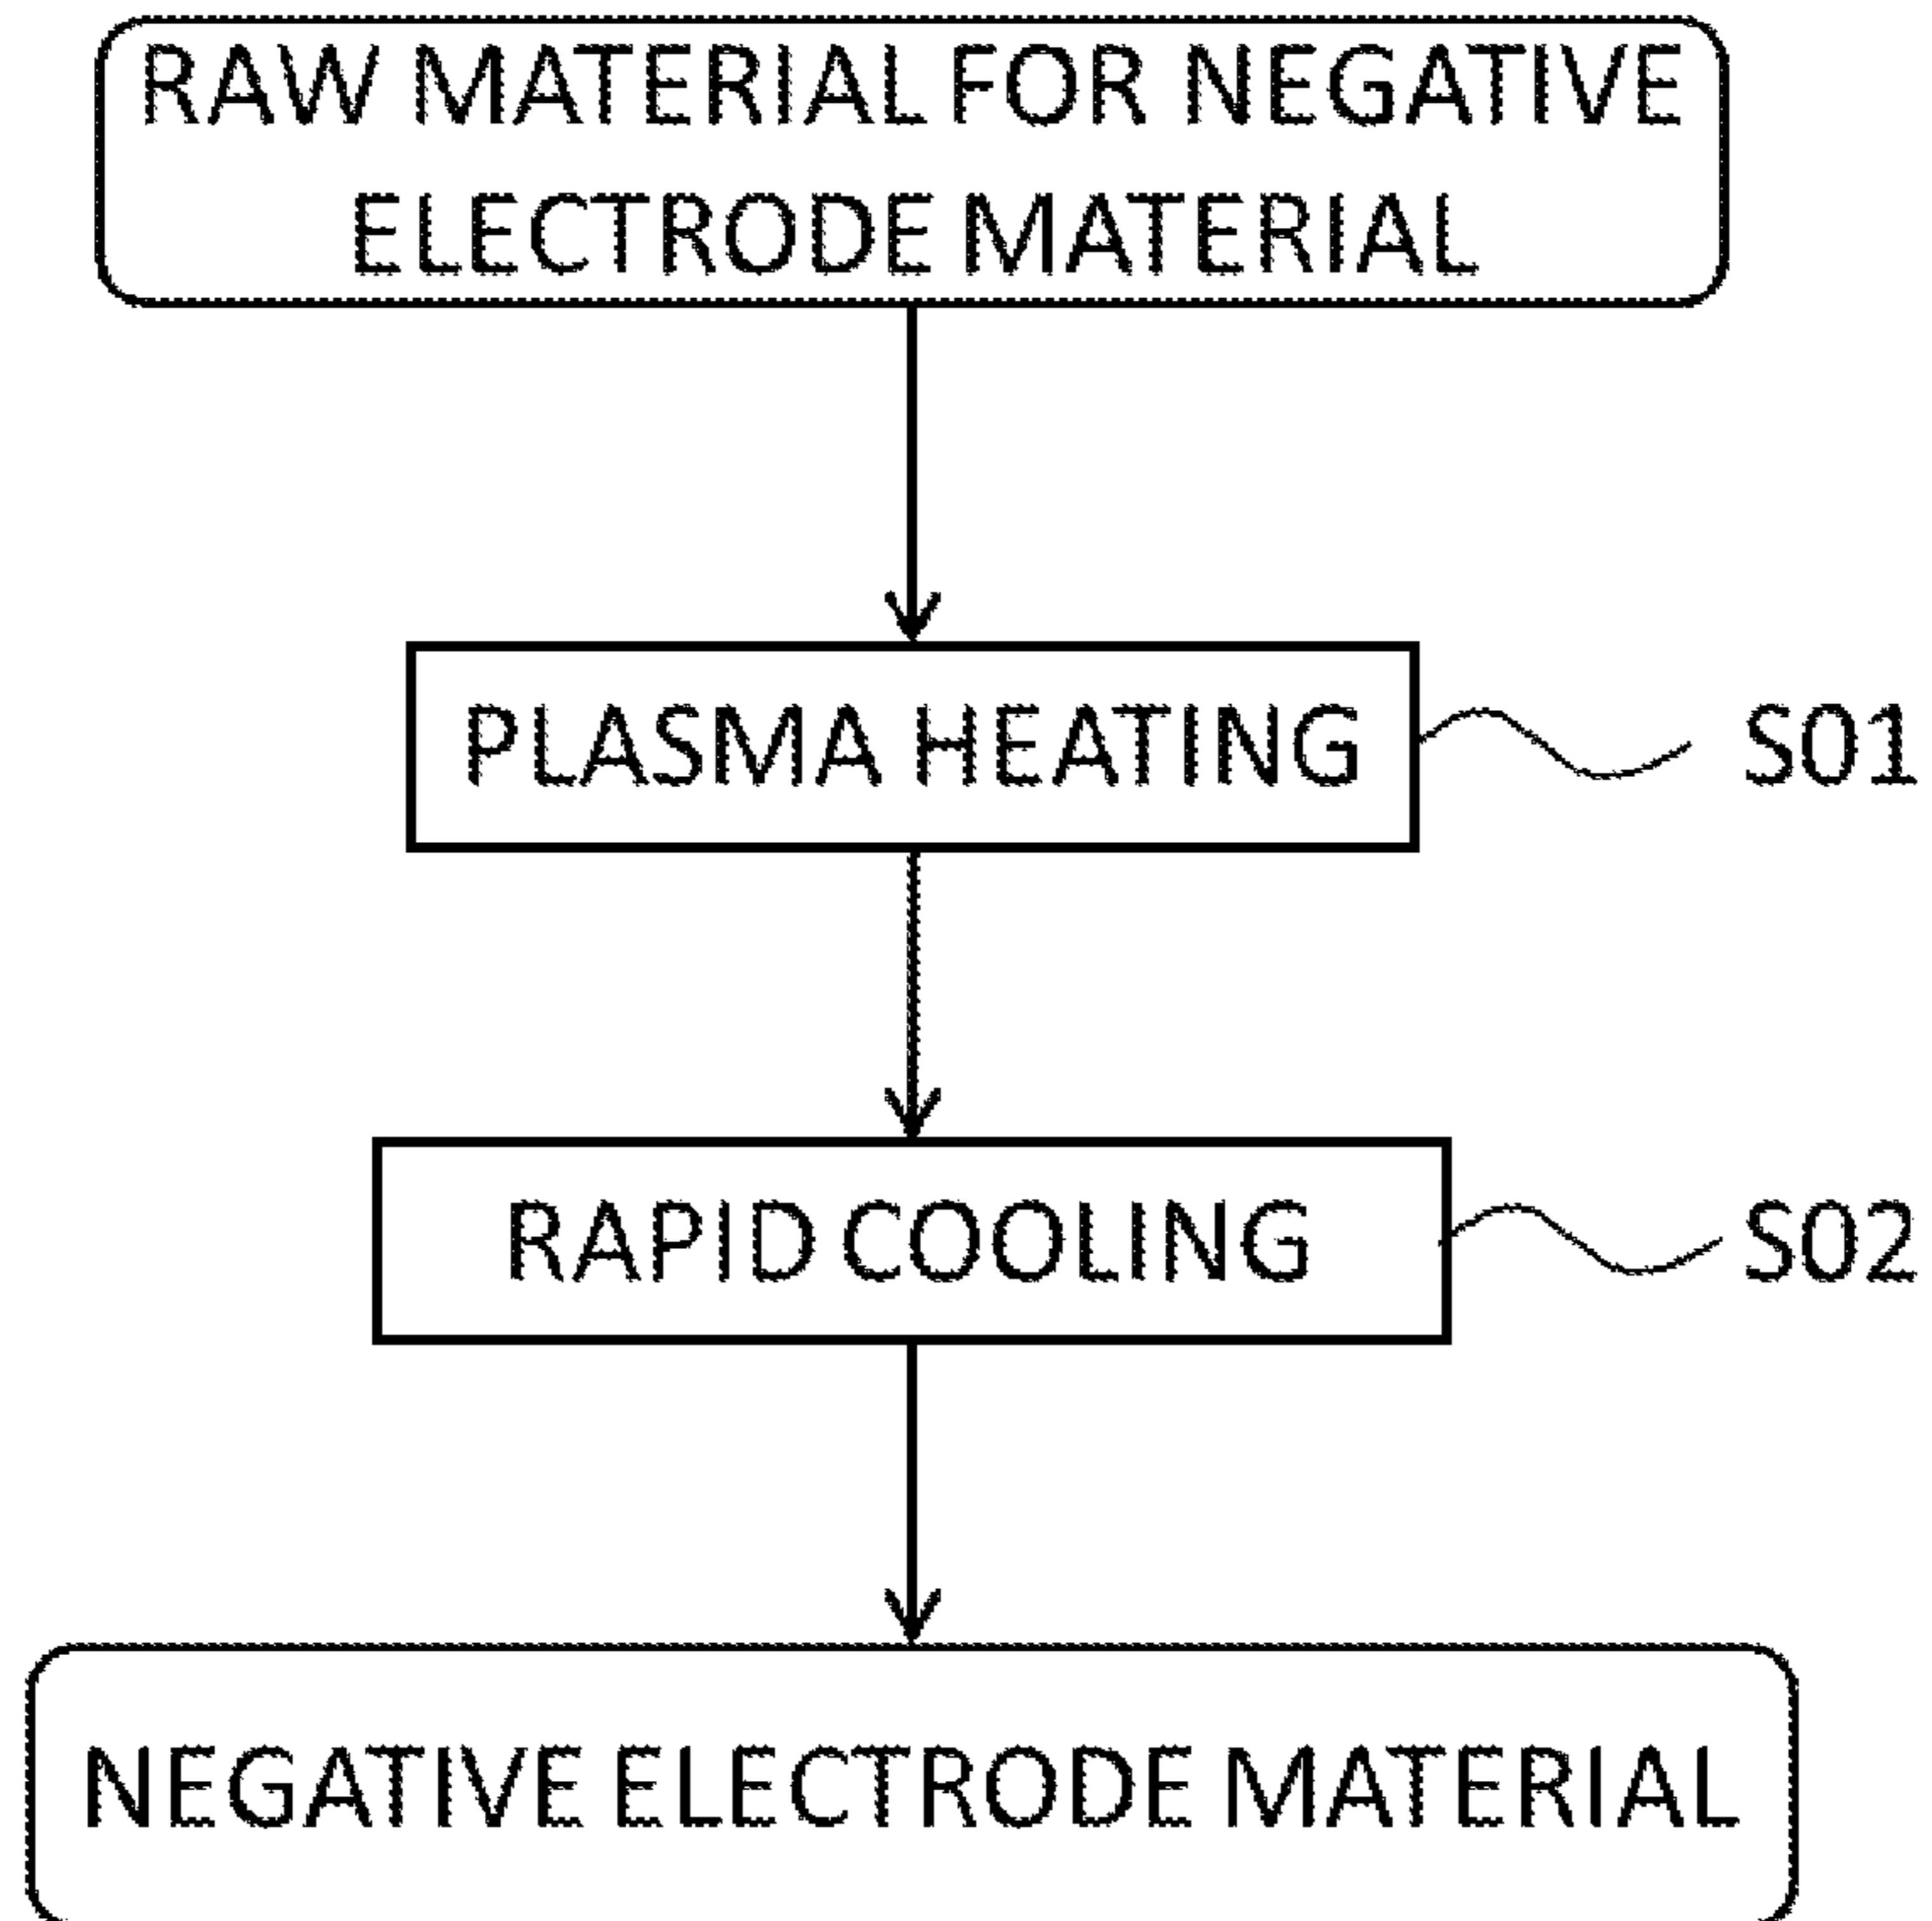 RAW MATERIAL FOR NEGATIVE
ELECTRODE MATERIAL
PLASMA HEATING
S01
RAPID COOLING
S02
NEGATIVE ELECTRODE MATERIAL